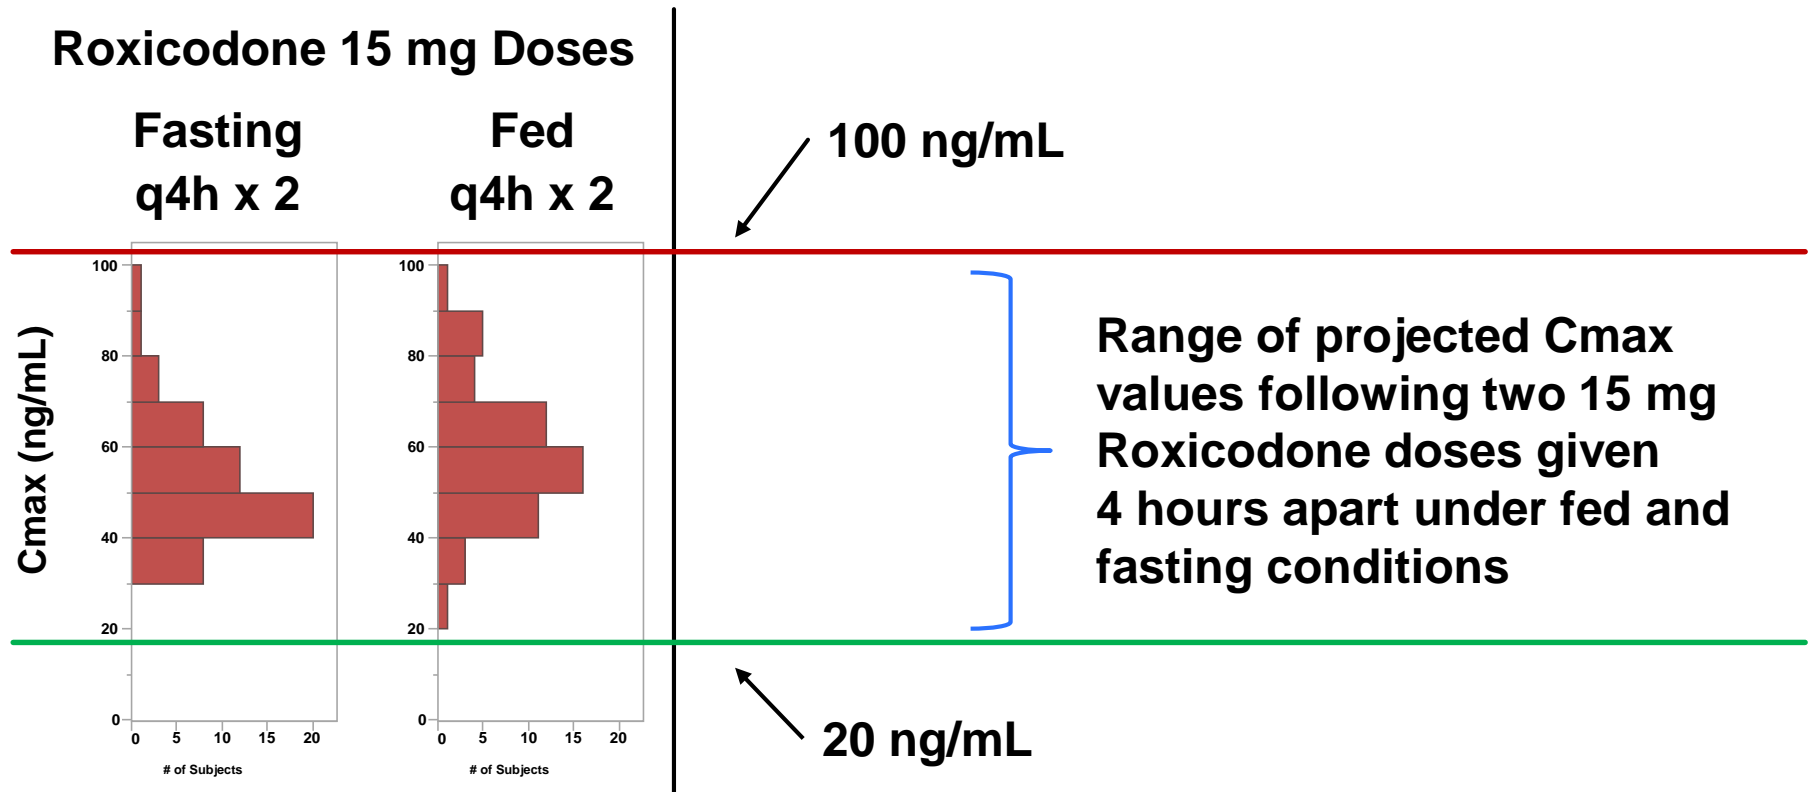 Roxicodone 15 mg Doses
Fasting
q4h x 2
Fed
q4h x 2
100 ng/mL
Cmax (ng/mL)
100
80
60
40
20
0
0 5 10 15 20
# of Subjects
100
80
60
40
20
0
0 5 10 15 20
# of Subjects
Range of projected Cmax
values following two 15 mg
Roxicodone doses given
4 hours apart under fed and
fasting conditions
20 ng/mL